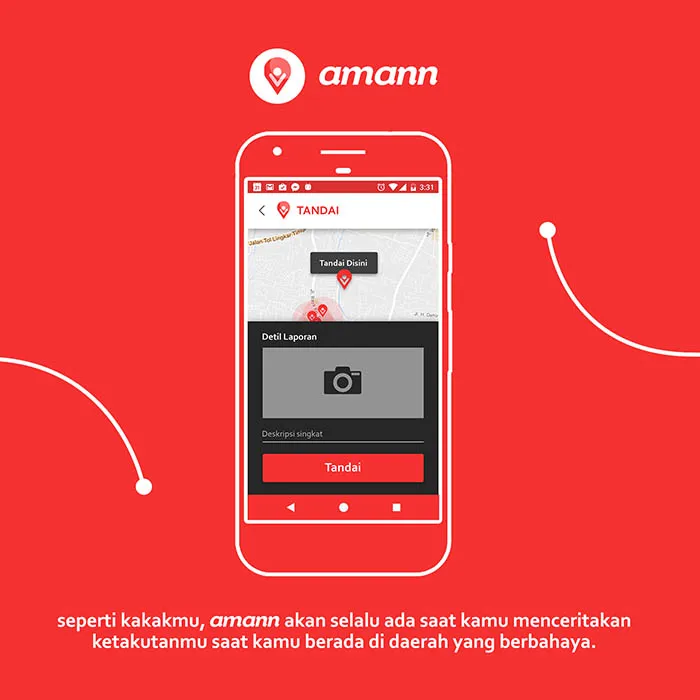 amann
31
3:31
TANDAI
Jalan Tol Lingkar Timur
Tandai Disini
Detil Laporan
Deskripsi singkat
Tandai
seperti kakakmu, amann akan selalu ada saat kamu menceritakan
ketakutanmu saat kamu berada di daerah yang berbahaya.